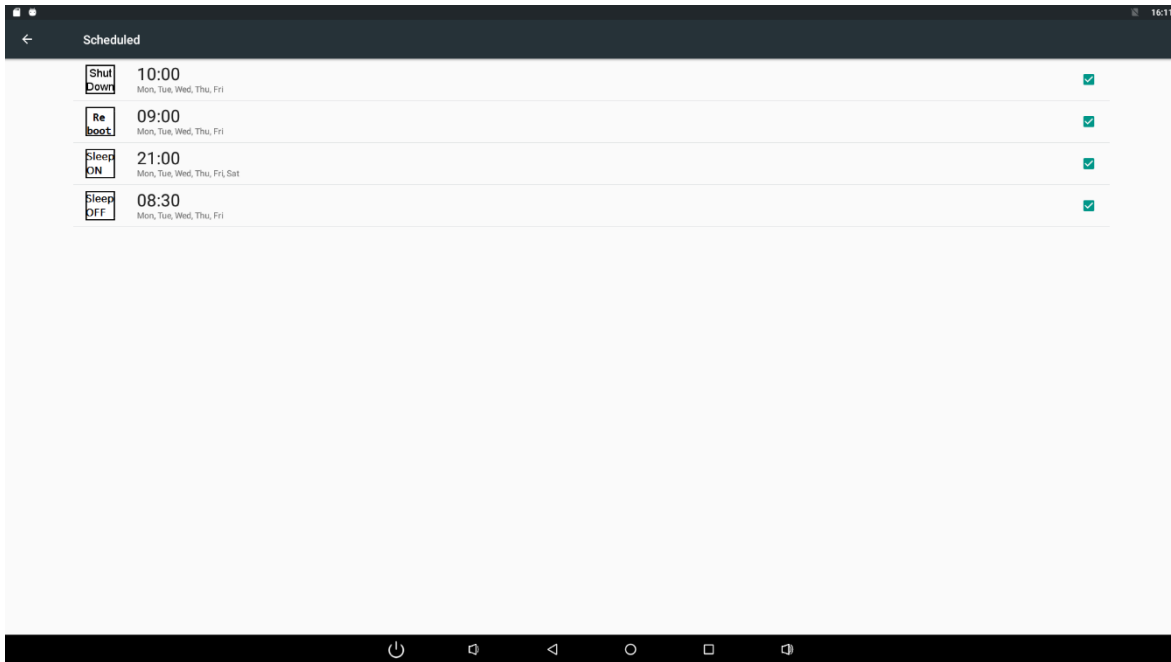 16:11
Scheduled
Shut
Down
10:00
Mon, Tue, Wed, Thu, Fri
Re
boot
09:00
Mon, Tue, Wed, Thu, Fri
Sleep
ON
21:00
Mon, Tue, Wed, Thu, Fri, Sat
Sleep
OFF
08:30
Mon, Tue, Wed, Thu, Fri